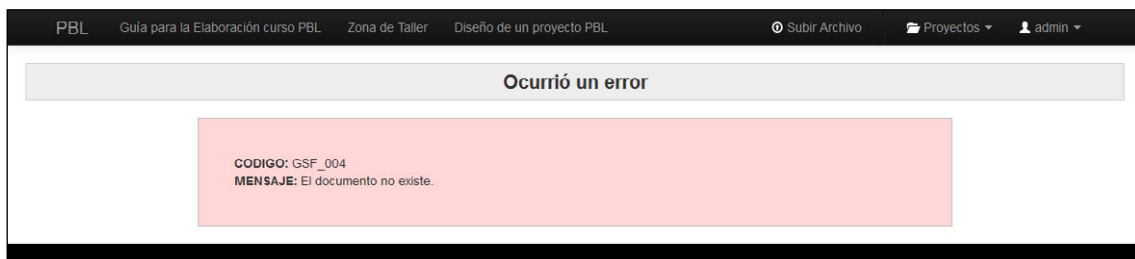 PBL Guía para la Elaboración curso PBL Zona de Taller Diseño de un proyecto PBL Subir Archivo Proyectos admin
Ocurrió un error
CODIGO: GSF_004
MENSAJE: El documento no existe.